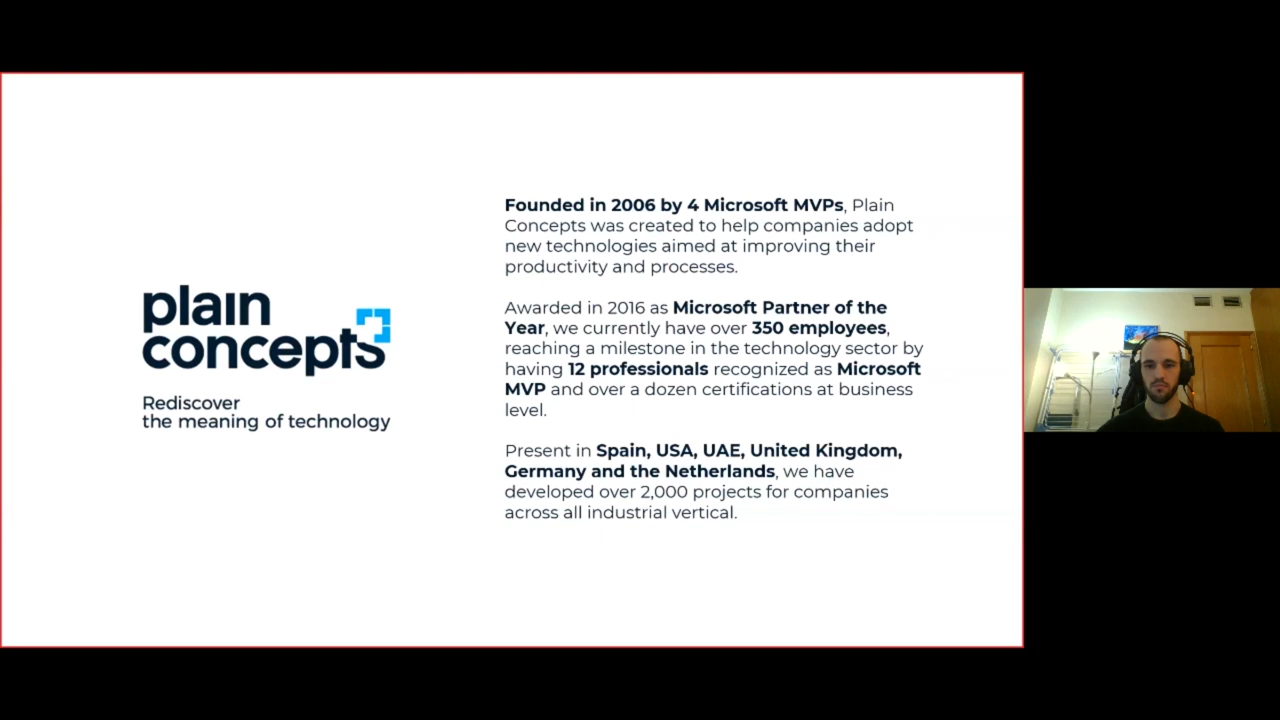 plain
concepts
Rediscover
the meaning of technology
Founded in 2006 by 4 Microsoft MVPs, Plain
Concepts was created to help companies adopt
new technologies aimed at improving their
productivity and processes.
Awarded in 2016 as Microsoft Partner of the
Year, we currently have over 350 employees,
reaching a milestone in the technology sector by
having 12 professionals recognized as Microsoft
MVP and over a dozen certifications at business
level.
Present in Spain, USA, UAE, United Kingdom,
Germany and the Netherlands, we have
developed over 2,000 projects for companies
across all industrial vertical.